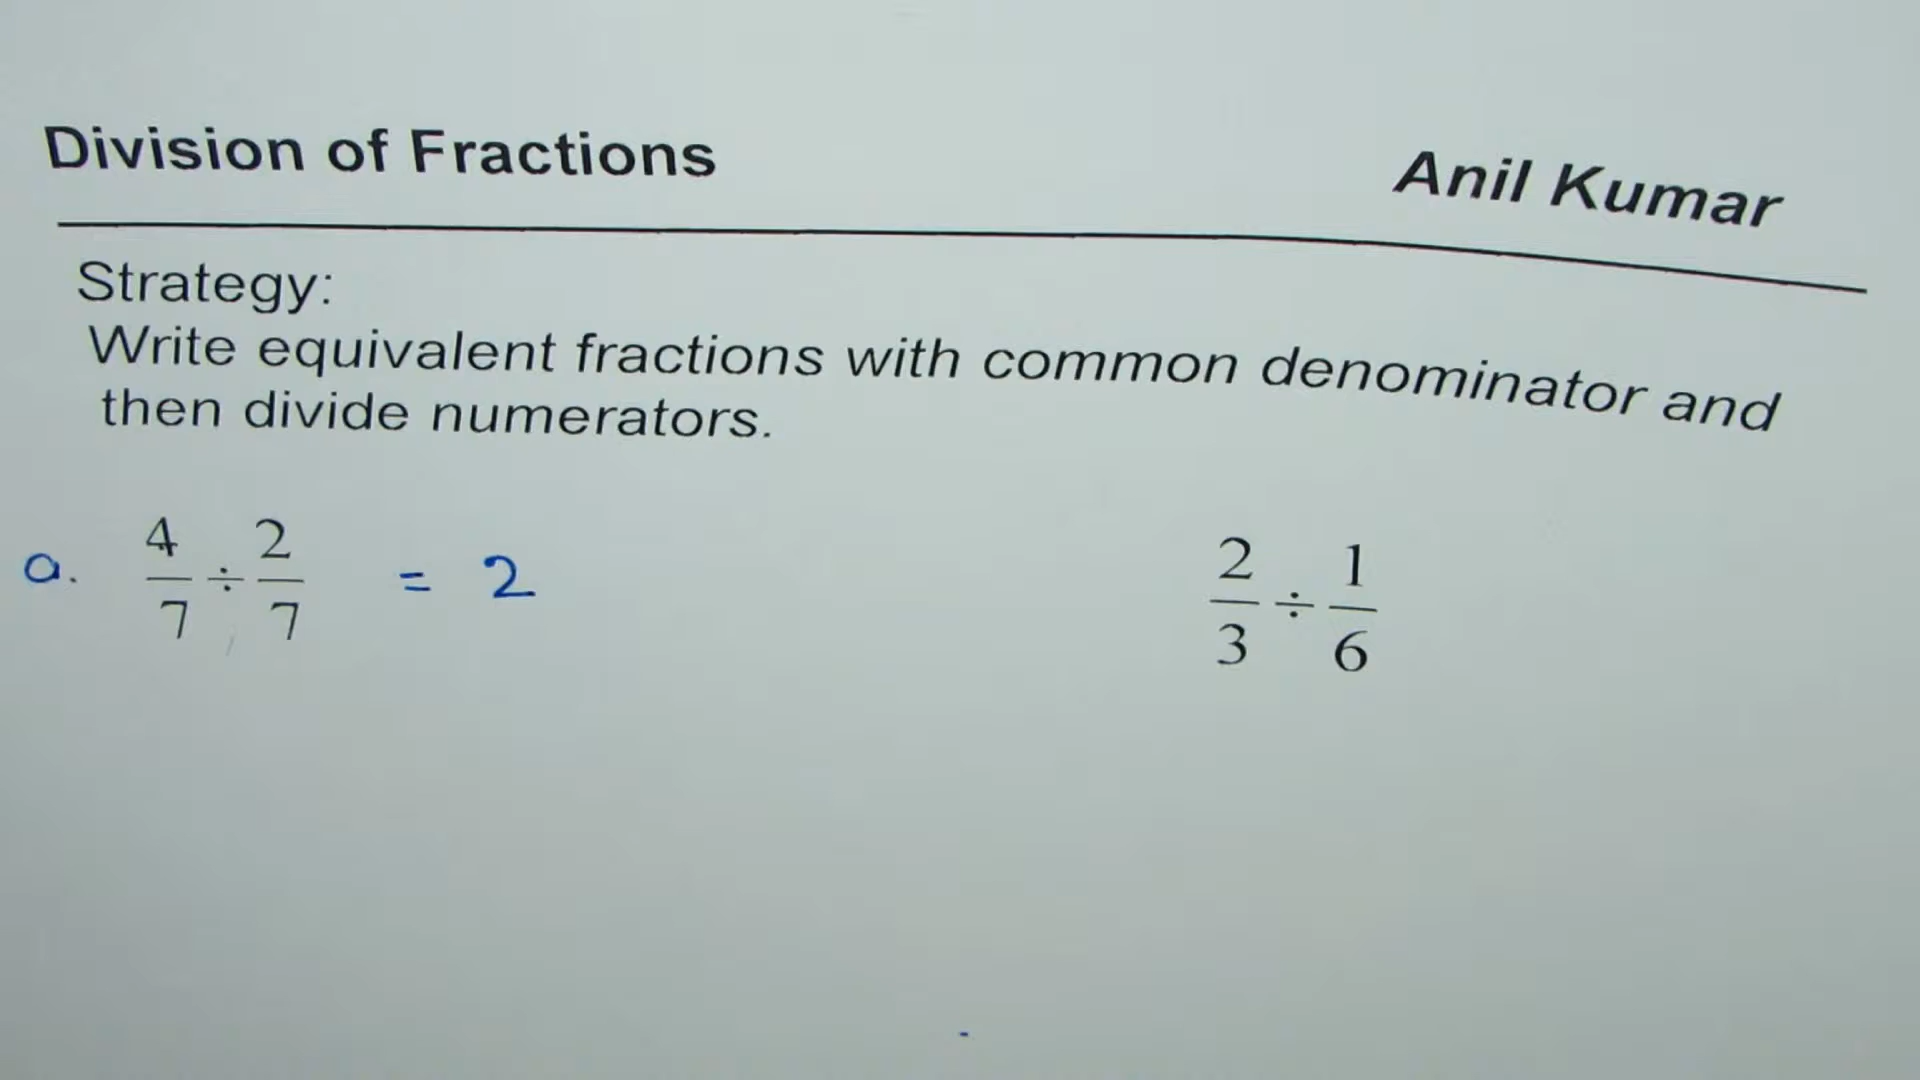 Division of Fractions
Anil Kumar
Strategy:
Write equivalent fractions with common denominator and
then divide numerators.
a. 4/7 ÷ 2/7 = 2
2/3 ÷ 1/6